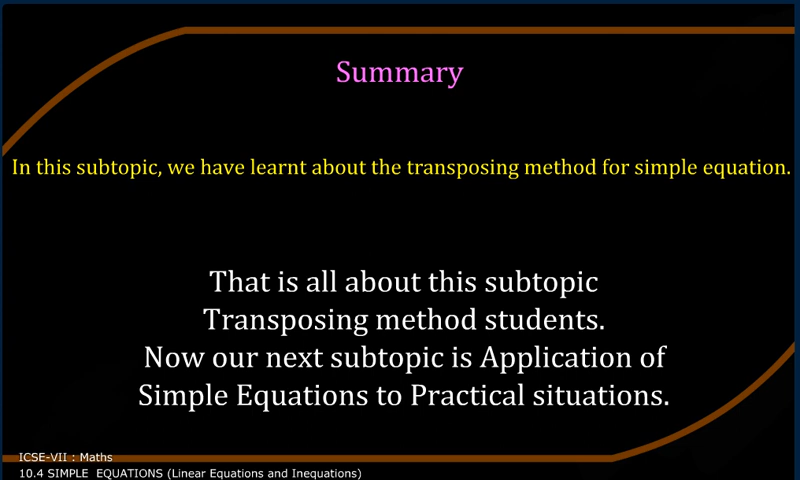 Summary
In this subtopic, we have learnt about the transposing method for simple equation.
That is all about this subtopic
Transposing method students.
Now our next subtopic is Application of
Simple Equations to Practical situations.
ICSE-VII : Maths
10.4 SIMPLE EQUATIONS (Linear Equations and Inequations)